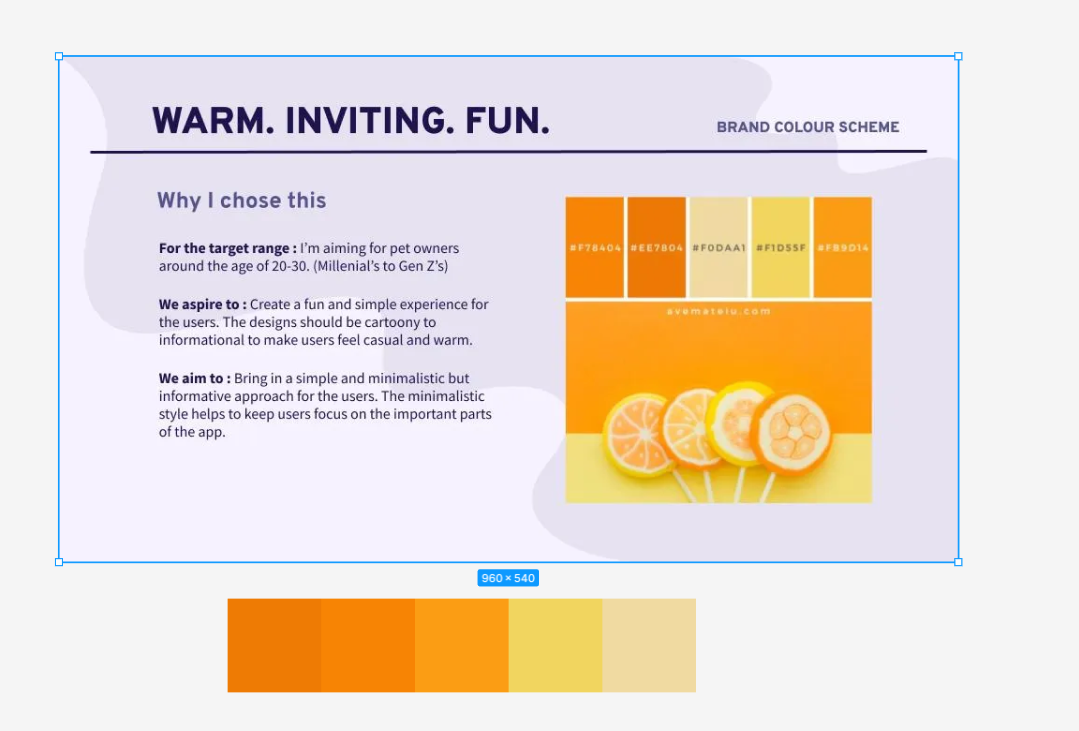 WARM. INVITING. FUN.
BRAND COLOUR SCHEME
Why I chose this
For the target range : I'm aiming for pet owners
around the age of 20-30. (Millenial's to Gen Z's)
We aspire to : Create a fun and simple experience for
the users. The designs should be cartoony to
informational to make users feel casual and warm.
We aim to : Bring in a simple and minimalistic but
informative approach for the users. The minimalistic
style helps to keep users focus on the important parts
of the app.
#F78404 #EE7804 #F0DAA1 #F1D55F #FB9D14
avemateiu.com
960 × 540